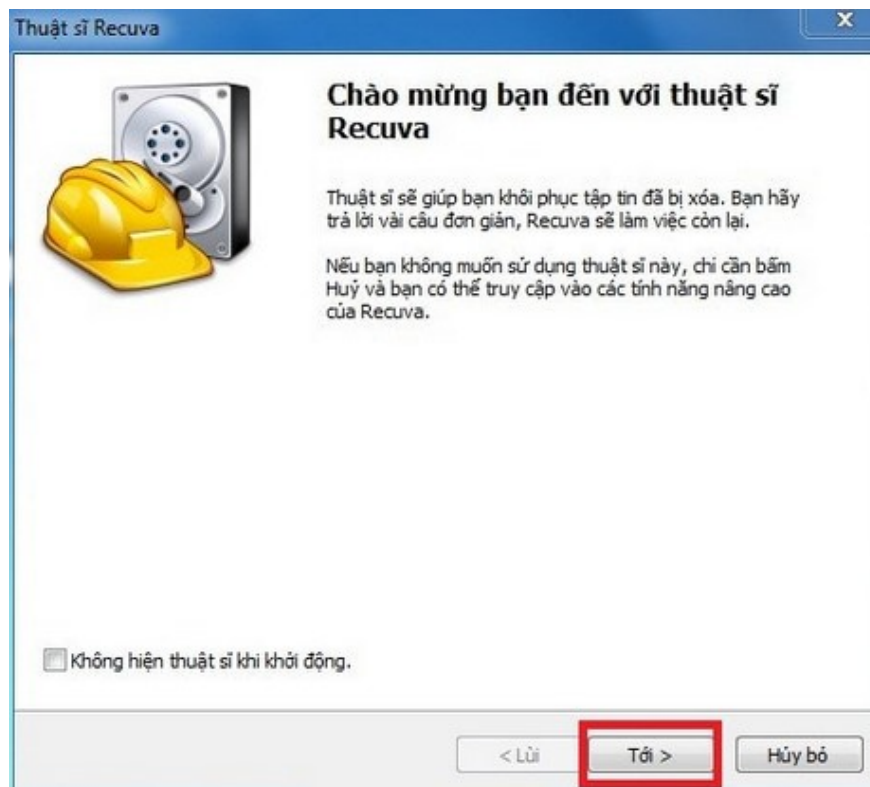 Thuật sĩ Recuva
Chào mừng bạn đến với thuật sĩ
Recuva
Thuật sĩ sẽ giúp bạn khôi phục tập tin đã bị xóa. Bạn hãy
trả lời vài câu đơn giản, Recuva sẽ làm việc còn lại.
Nếu bạn không muốn sử dụng thuật sĩ này, chỉ cần bấm
Huỷ và bạn có thể truy cập vào các tính năng nâng cao
của Recuva.
Không hiện thuật sĩ khi khởi động.
< Lùi
Tới >
Hủy bỏ